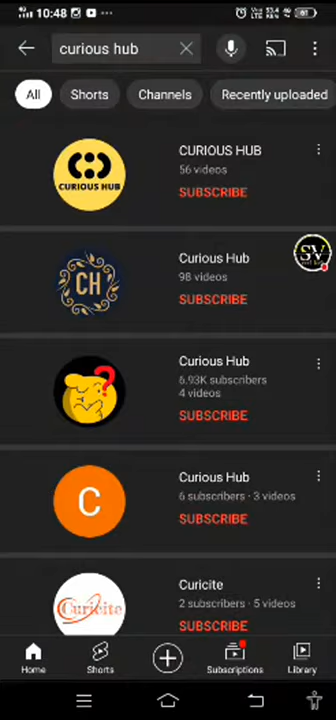 10:48
curious hub
All Shorts Channels Recently uploaded
CURIOUS HUB
CURIOUS HUB
56 videos
SUBSCRIBE
CH
Curious Hub
98 videos
SUBSCRIBE
SV
Curious Hub
6.93K subscribers
4 videos
SUBSCRIBE
C
Curious Hub
6 subscribers · 3 videos
SUBSCRIBE
Curicite
Curicite
2 subscribers · 5 videos
SUBSCRIBE
Home Shorts Subscriptions Library